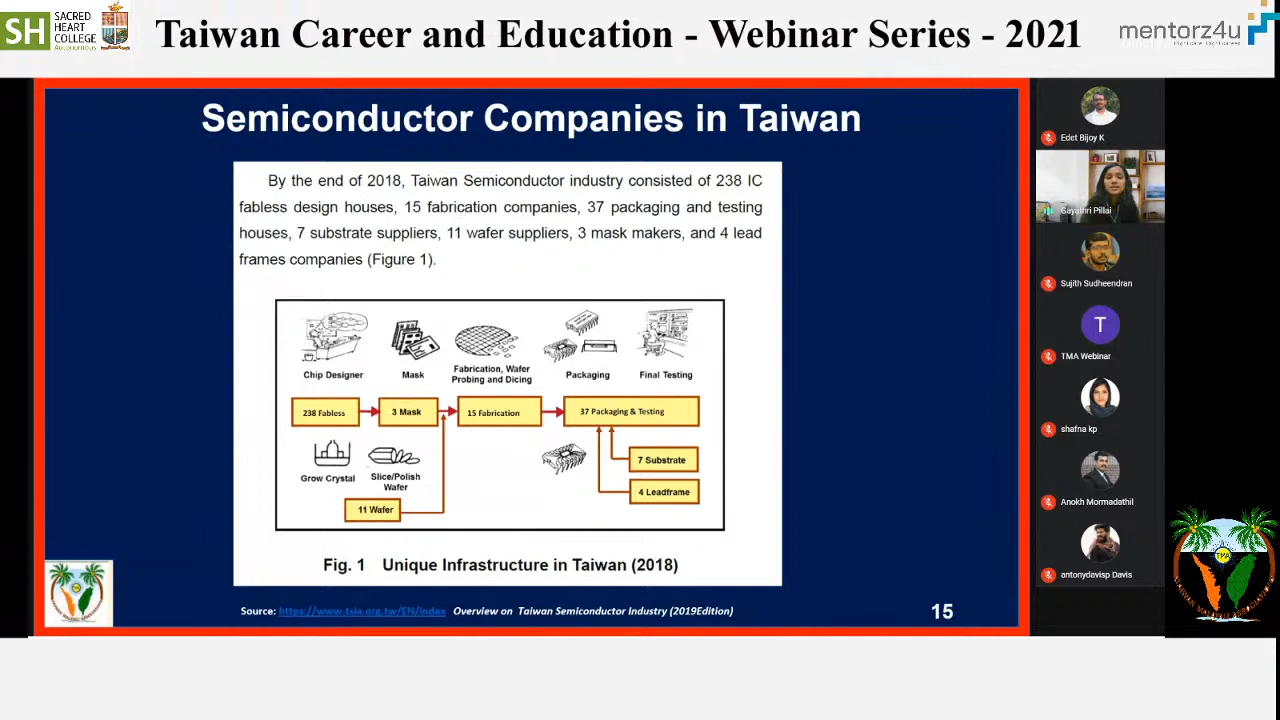 SH
SACRED
HEART
COLLEGE
Autonomous
Taiwan Career and Education - Webinar Series - 2021
mentorz4u
Semiconductor Companies in Taiwan
By the end of 2018, Taiwan Semiconductor industry consisted of 238 IC
fabless design houses, 15 fabrication companies, 37 packaging and testing
houses, 7 substrate suppliers, 11 wafer suppliers, 3 mask makers, and 4 lead
frames companies (Figure 1).
Chip Designer
Mask
Fabrication, Wafer
Probing and Dicing
Packaging
Final Testing
238 Fabless
3 Mask
15 Fabrication
37 Packaging & Testing
Grow Crystal
Slice/Polish
Wafer
7 Substrate
4 Leadframe
11 Wafer
Fig. 1 Unique Infrastructure in Taiwan (2018)
Source: https://www.tsia.org.tw/EN/index Overview on Taiwan Semiconductor Industry (2019Edition)
15
Edet Bijoy K
Gayathri Pillai
Sujith Sudheendran
T
TMA Webinar
shafna kp
Anokh Mormadathil
antonydavisp Davis
TMA
TAIWAN MALAYALI ASSOCIATION